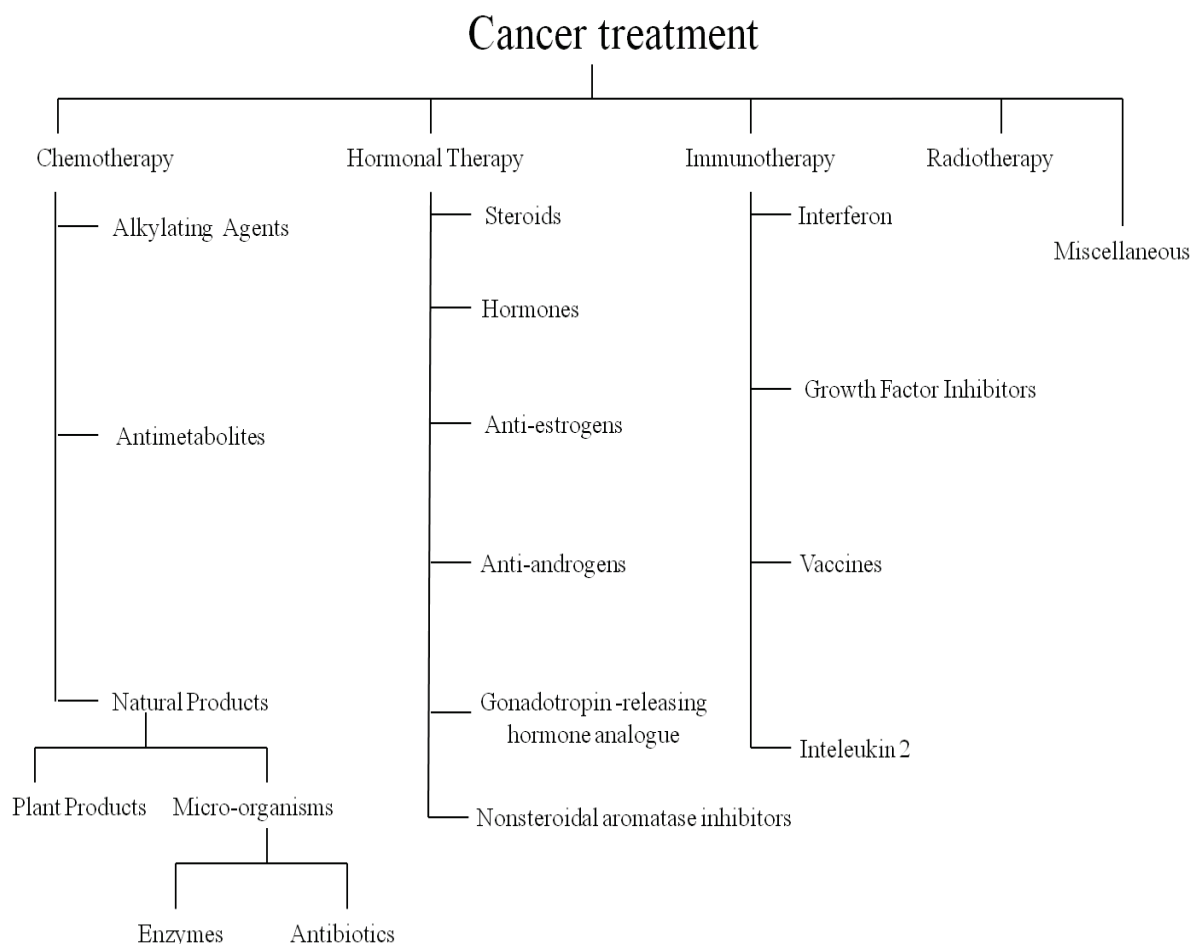 Cancer treatment
Chemotherapy
Hormonal Therapy
Immunotherapy
Radiotherapy
Miscellaneous
Alkylating Agents
Antimetabolites
Natural Products
Plant Products
Micro-organisms
Enzymes
Antibiotics
Steroids
Hormones
Anti-estrogens
Anti-androgens
Gonadotropin -releasing
hormone analogue
Nonsteroidal aromatase inhibitors
Interferon
Growth Factor Inhibitors
Vaccines
Inteleukin 2